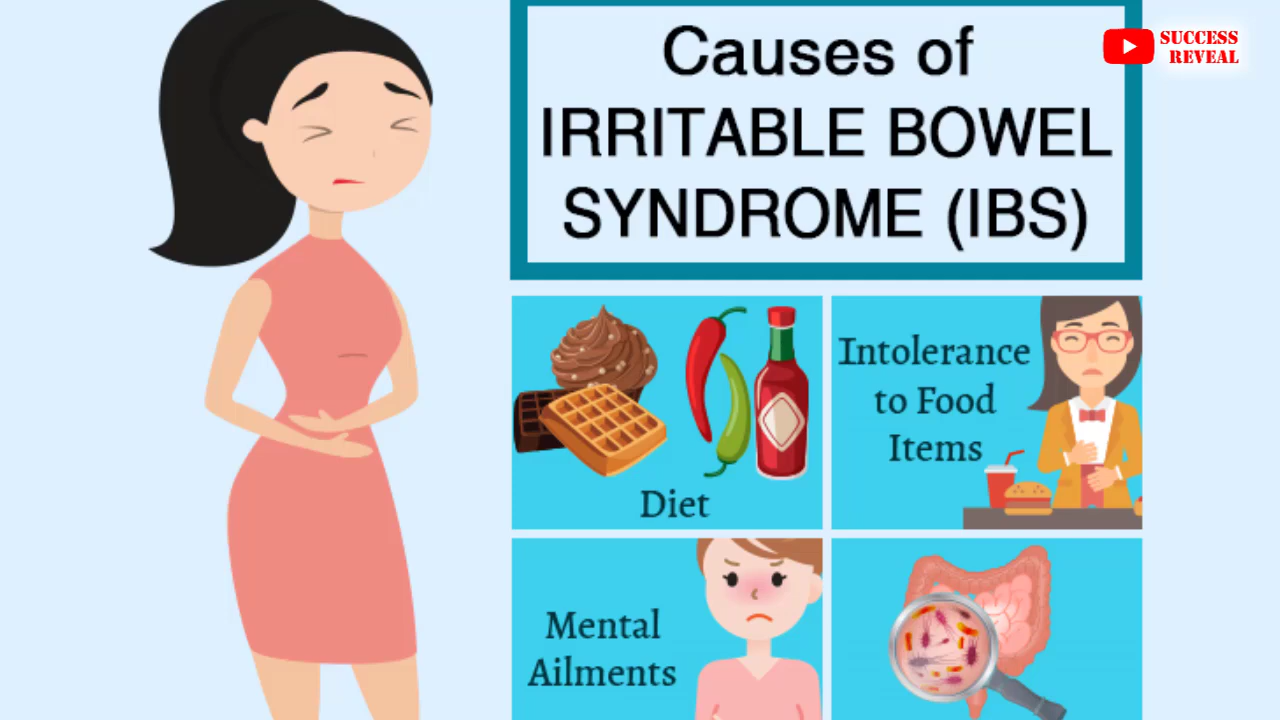 Causes of
IRRITABLE BOWEL
SYNDROME (IBS)
SUCCESS
REVEAL
Diet
Intolerance
to Food
Items
Mental
Ailments